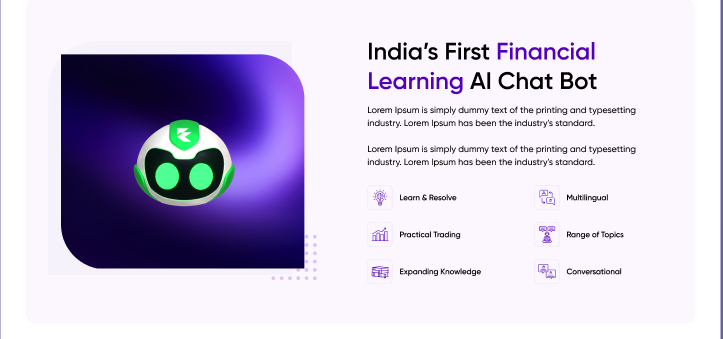 India's First Financial
Learning AI Chat Bot
Lorem Ipsum is simply dummy text of the printing and typesetting
industry. Lorem Ipsum has been the industry's standard.
Lorem Ipsum is simply dummy text of the printing and typesetting
industry. Lorem Ipsum has been the industry's standard.
Learn & Resolve
Multilingual
Practical Trading
Range of Topics
Expanding Knowledge
Conversational